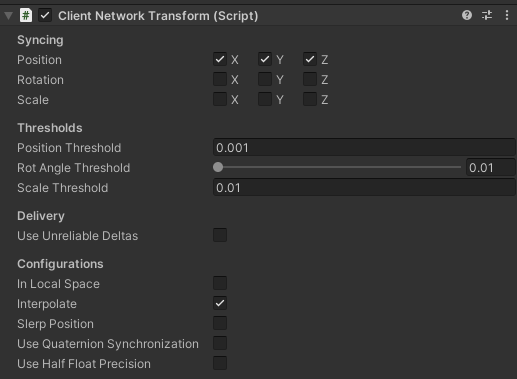 Client Network Transform (Script)
Syncing
Position X Y Z
Rotation X Y Z
Scale X Y Z
Thresholds
Position Threshold 0.001
Rot Angle Threshold 0.01
Scale Threshold 0.01
Delivery
Use Unreliable Deltas
Configurations
In Local Space
Interpolate
Slerp Position
Use Quaternion Synchronization
Use Half Float Precision